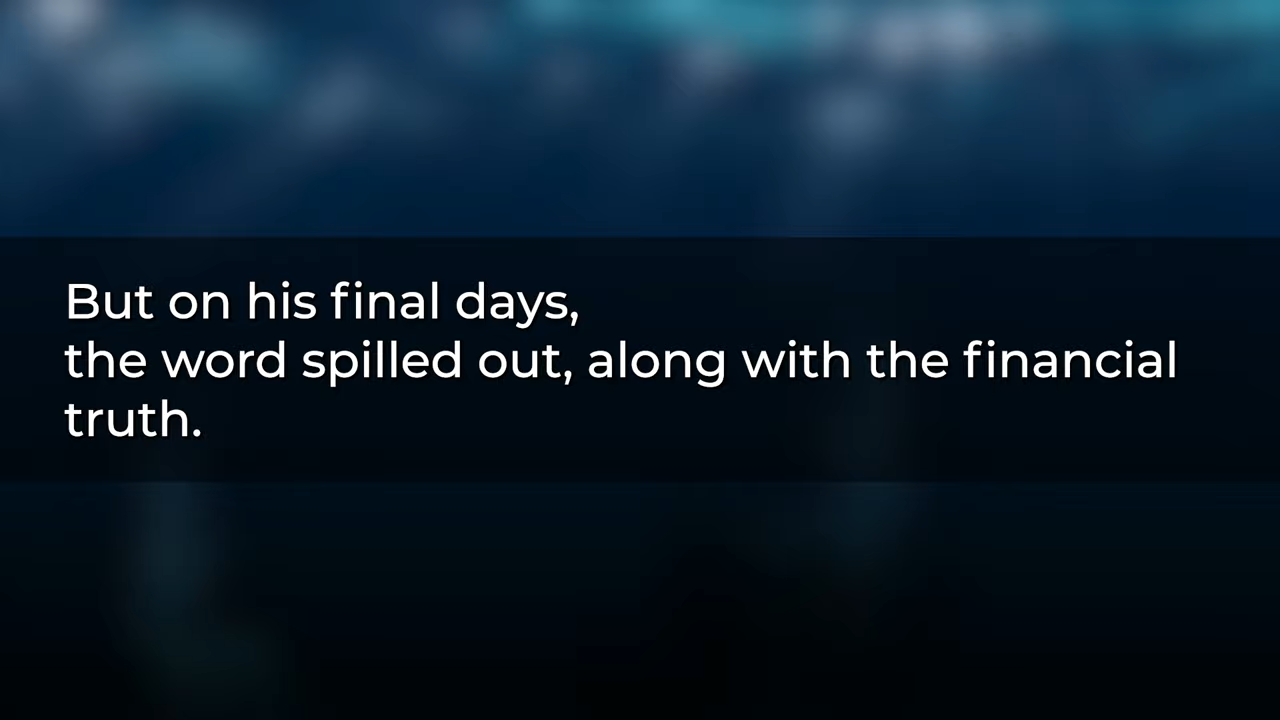 But on his final days,
the word spilled out, along with the financial
truth.